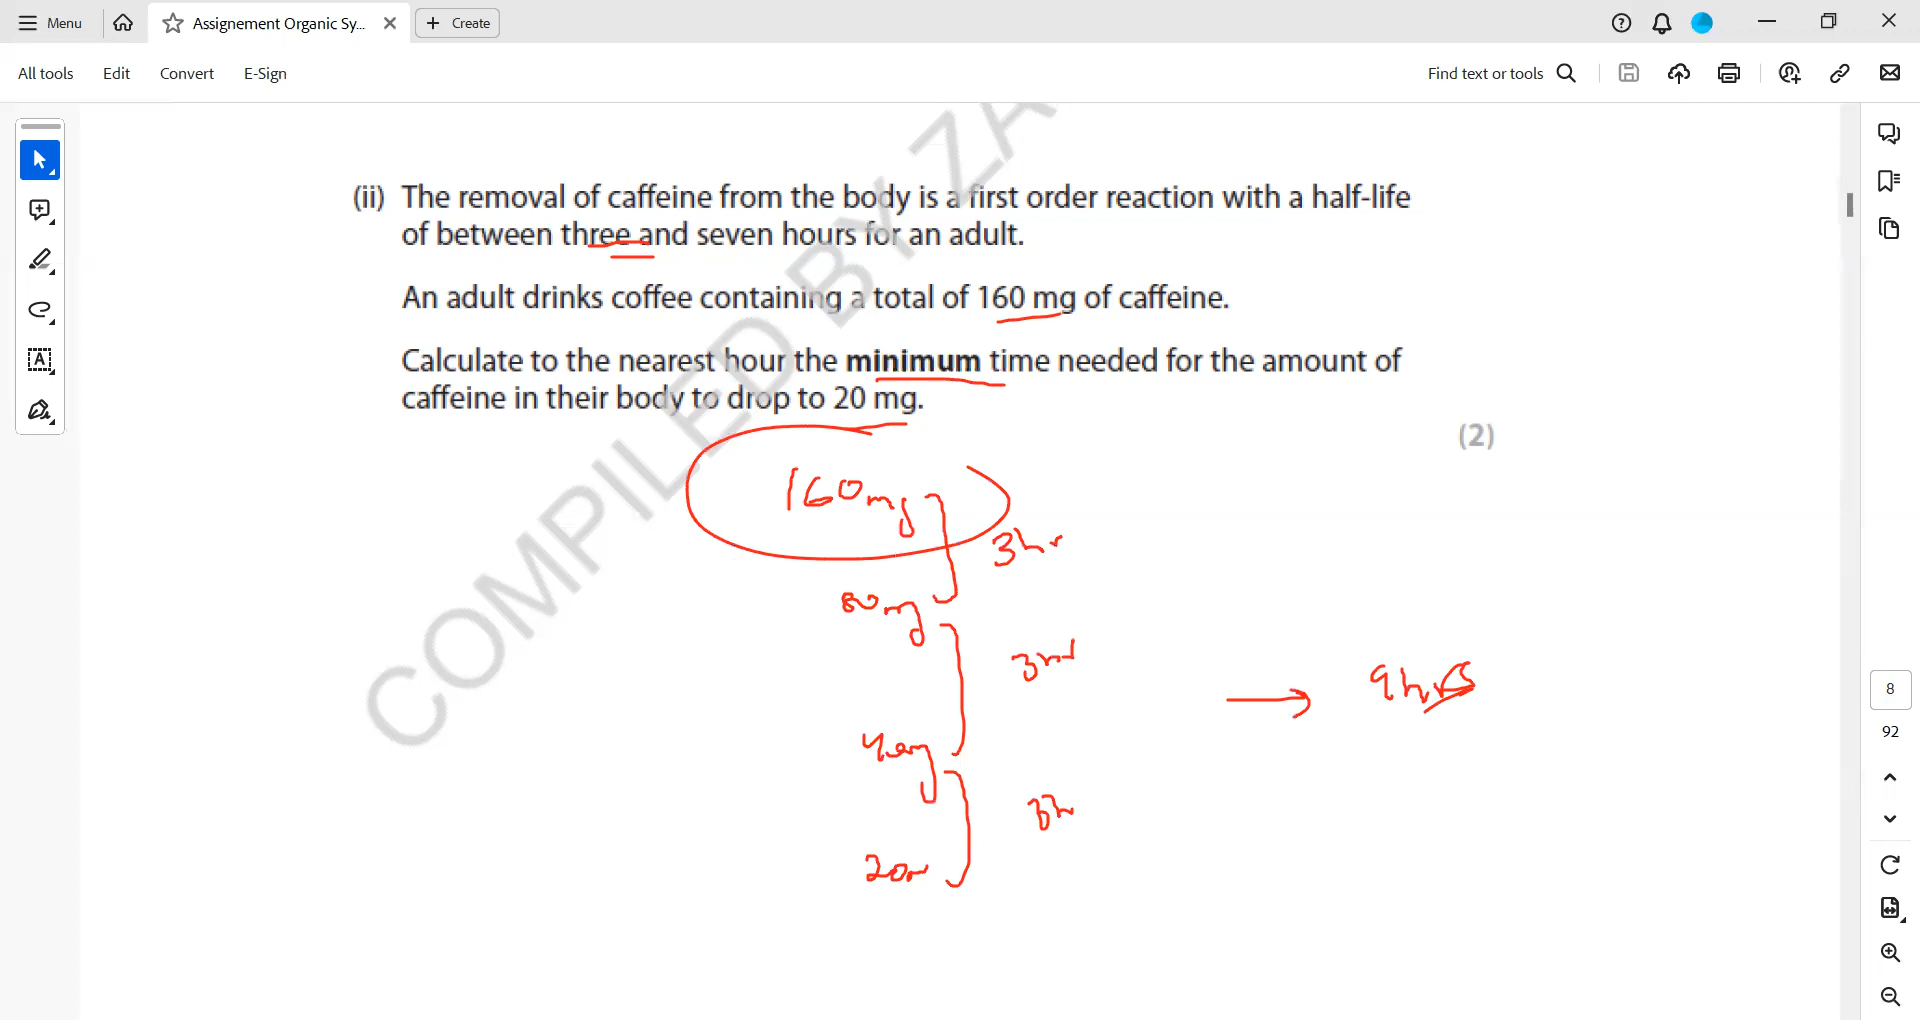 Menu
Assignement Organic Sy...
Create
All tools
Edit
Convert
E-Sign
Find text or tools
COMPILED BY ZA
(ii) The removal of caffeine from the body is a first order reaction with a half-life
of between three and seven hours for an adult.
An adult drinks coffee containing a total of 160 mg of caffeine.
Calculate to the nearest hour the minimum time needed for the amount of
caffeine in their body to drop to 20 mg.
(2)
160mg
3hr
80mg
3hr
9hrs
40mg
3h
20m
8
92